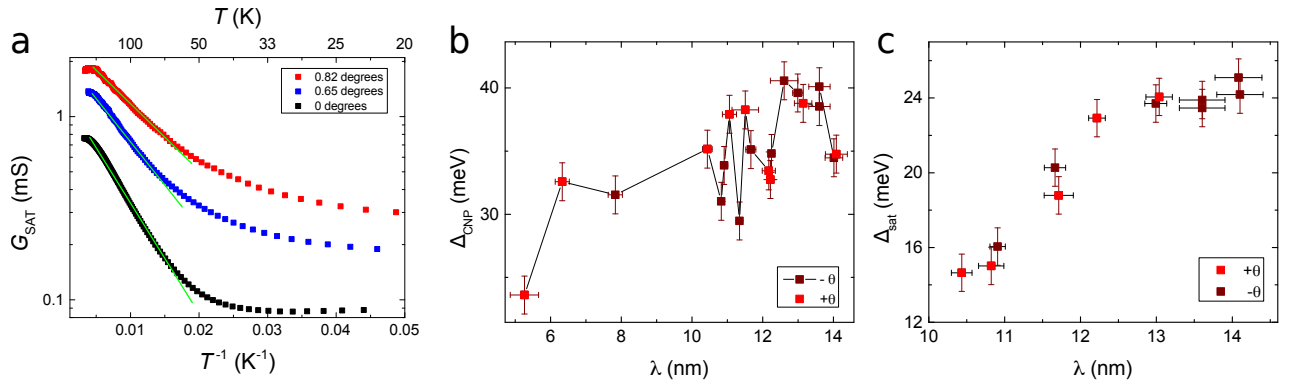 a
T (K)
100 50 33 25 20
0.82 degrees
0.65 degrees
0 degrees
1
0.1
G_SAT (mS)
0.01 0.02 0.03 0.04 0.05
T⁻¹ (K⁻¹)
b
40
30
Δ_CNP (meV)
- θ
+θ
6 8 10 12 14
λ (nm)
c
28
24
20
16
12
Δ_sat (meV)
+θ
-θ
10 11 12 13 14
λ (nm)